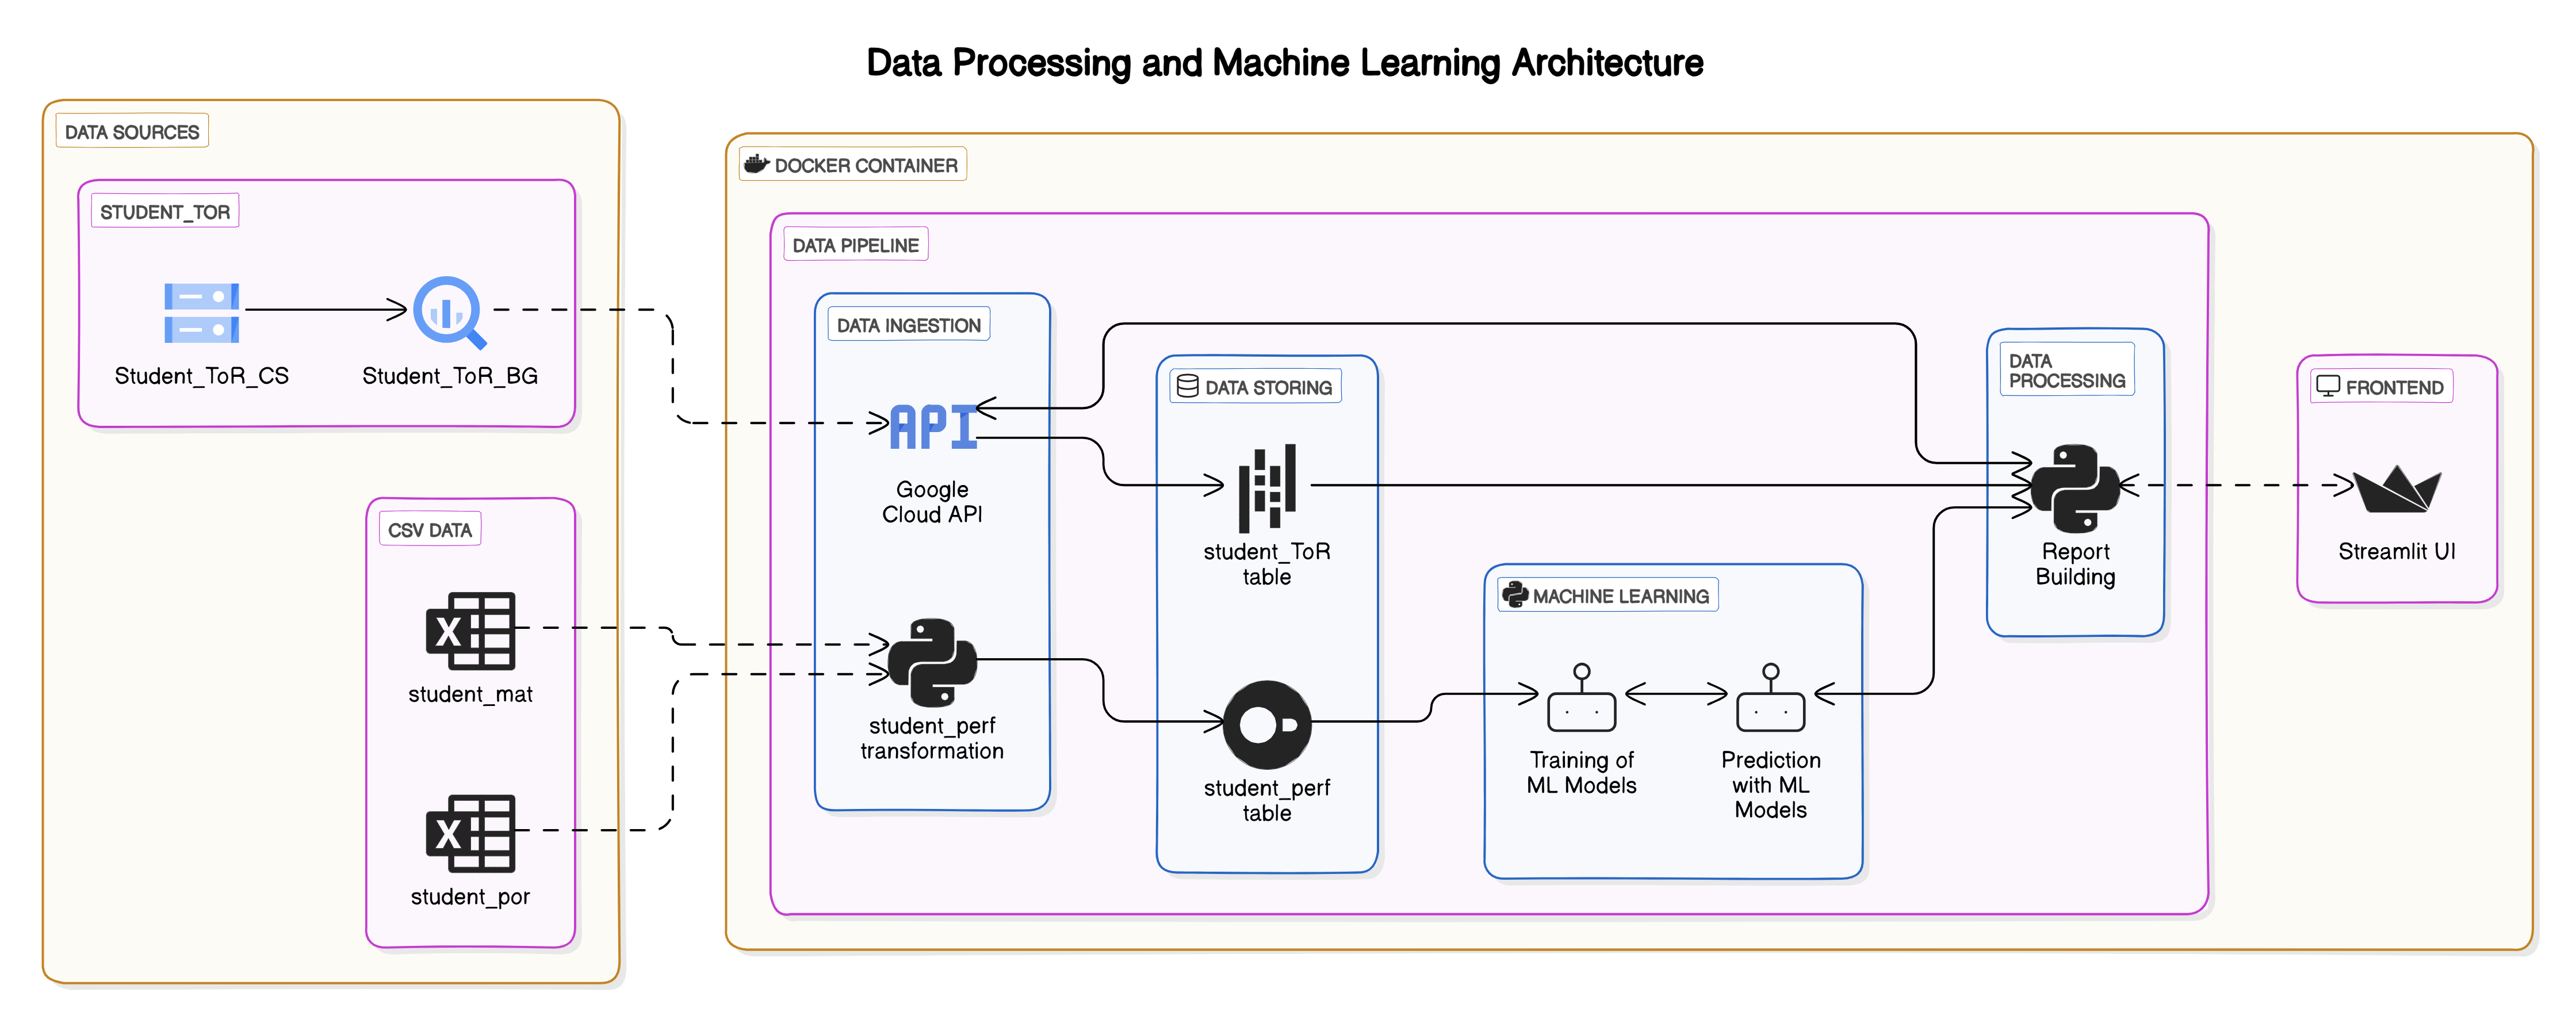 Data Processing and Machine Learning Architecture
DATA SOURCES
STUDENT_TOR
Student_ToR_CS
Student_ToR_BG
CSV DATA
X
student_mat
X
student_por
DOCKER CONTAINER
DATA PIPELINE
DATA INGESTION
API
Google
Cloud API
student_perf
transformation
DATA STORING
student_ToR
table
student_perf
table
MACHINE LEARNING
Training of
ML Models
Prediction
with ML
Models
DATA
PROCESSING
Report
Building
FRONTEND
Streamlit UI